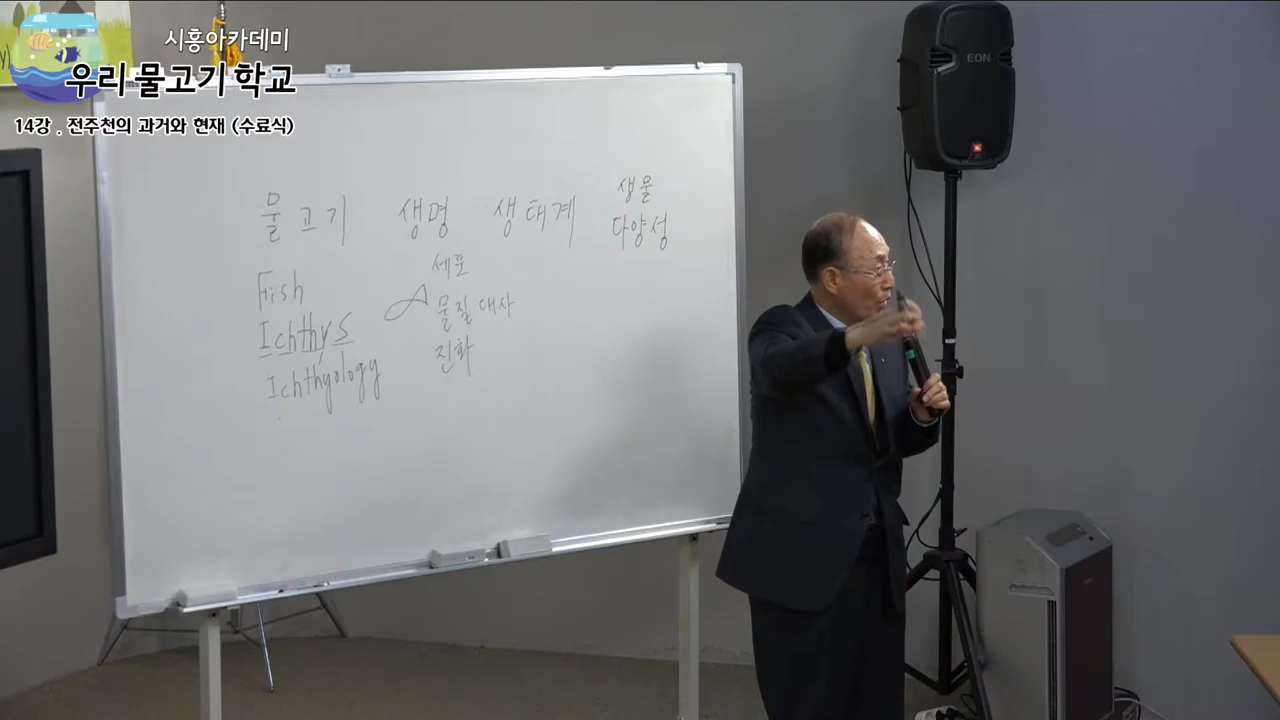 시흥아카데미
우리 물고기 학교
14강 . 전주천의 과거와 현재 (수료식)
물고기 생명 생태계 생물
다양성
세포
Fish
물질대사
Ichthys
진화
Ichthyology
EON